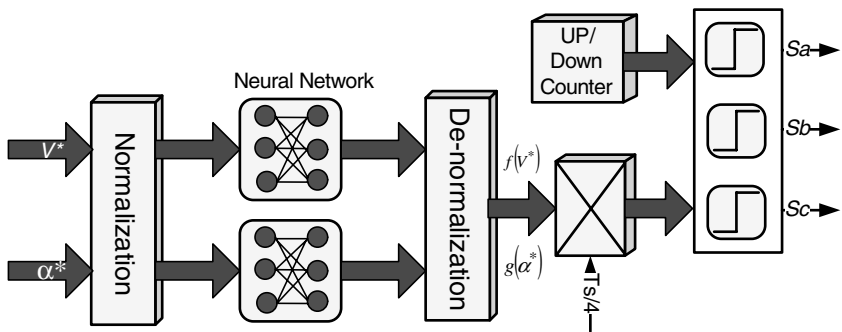 UP/
Down
Counter
Sa
Neural Network
Normalization
De-normalization
V*
f(V*)
Sb
α*
g(α*)
Sc
Ts/4